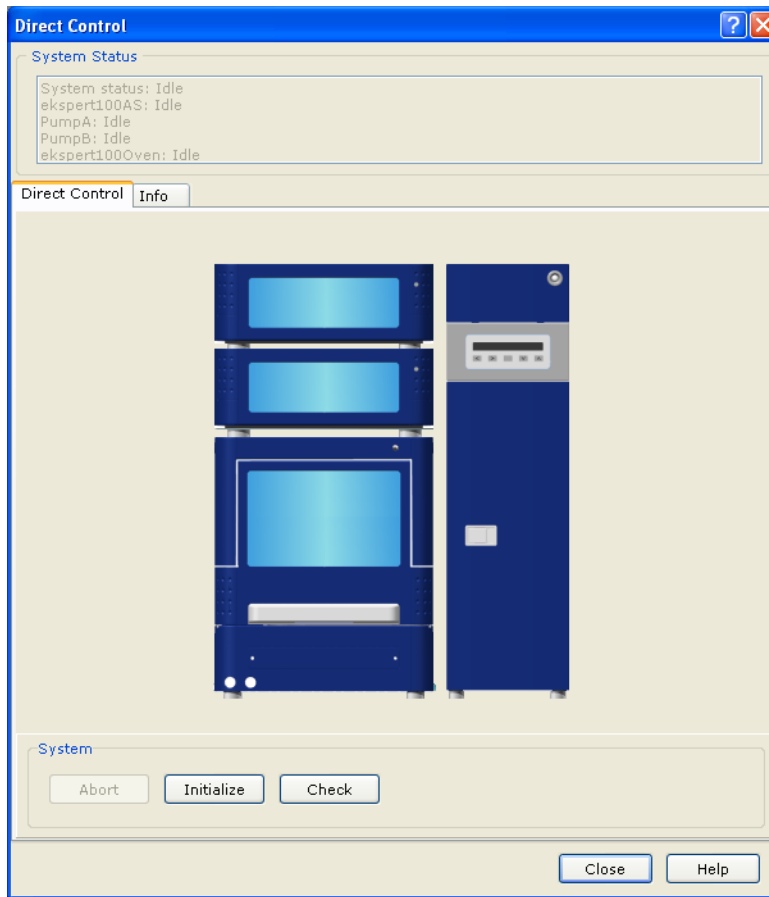 Direct Control
System Status
System status: Idle
ekspert100AS: Idle
PumpA: Idle
PumpB: Idle
ekspert100Oven: Idle
Direct Control
Info
System
Abort
Initialize
Check
Close
Help